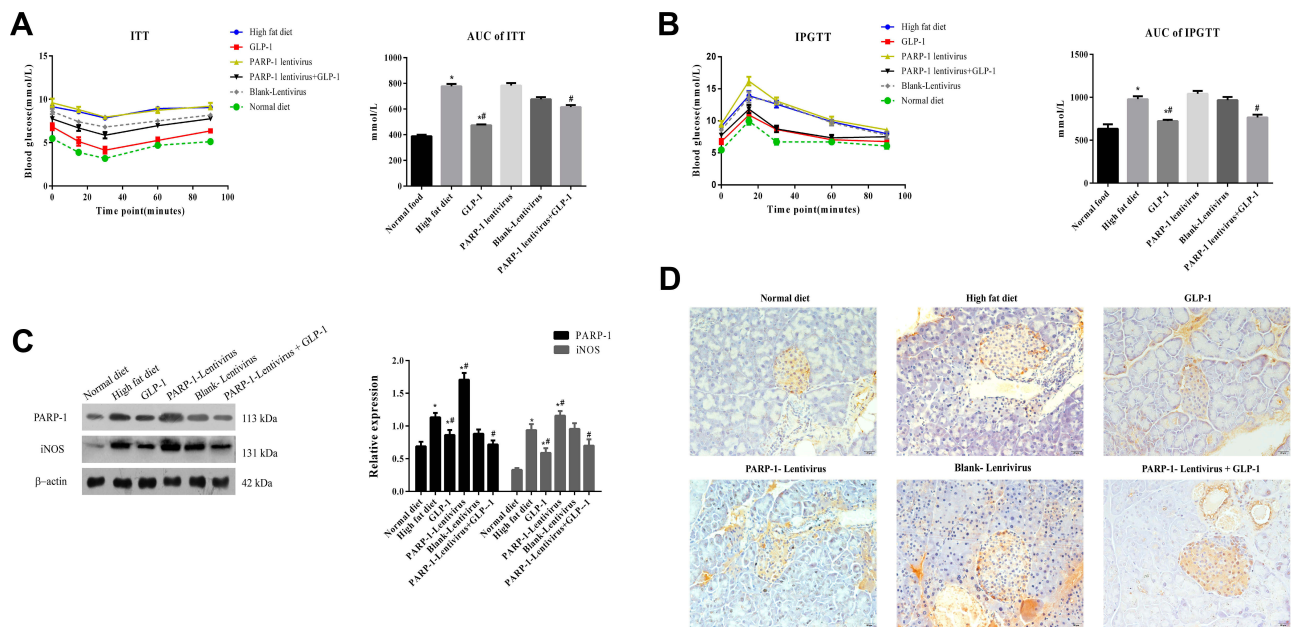 A
ITT
High fat diet
GLP-1
PARP-1 lentivirus
PARP-1 lentivirus+GLP-1
Blank-Lentivirus
Normal diet
Blood glucose(mmol/L)
15
10
5
0
0
20
40
60
80
100
Time point(minutes)
AUC of ITT
mmol/L
1000
800
600
400
200
0
*
*#
#
Normal food
High fat diet
GLP-1
PARP-1 lentivirus
Blank-Lentivirus
PARP-1 lentivirus+GLP-1
B
IPGTT
High fat diet
GLP-1
PARP-1 lentivirus
PARP-1 lentivirus+GLP-1
Blank-Lentivirus
Normal diet
Blood glucose(mmol/L)
20
15
10
5
0
0
20
40
60
80
100
Time point(minutes)
AUC of IPGTT
mmol/L
1500
1000
500
0
*
*#
#
Normal food
High fat diet
GLP-1
PARP-1 lentivirus
Blank-Lentivirus
PARP-1 lentivirus+GLP-1
C
Normal diet
High fat diet
GLP-1
PARP-1-Lentivirus
Blank- Lentivirus
PARP-1-Lentivirus + GLP-1
PARP-1
113 kDa
iNOS
131 kDa
β-actin
42 kDa
PARP-1
iNOS
Relative expression
2.0
1.5
1.0
0.5
0.0
*
*#
*#
#
*
*#
*#
#
Normal diet
High fat diet
GLP-1
PARP-1-Lentivirus
Blank-Lentivirus
PARP-1-Lentivirus+GLP--1
Normal diet
High fat diet
GLP-1
PARP-1-Lentivirus
Blank-Lentivirus
PARP-1-Lentivirus+GLP--1
D
Normal diet
High fat diet
GLP-1
PARP-1- Lentivirus
Blank- Lenrivirus
PARP-1- Lentivirus + GLP-1